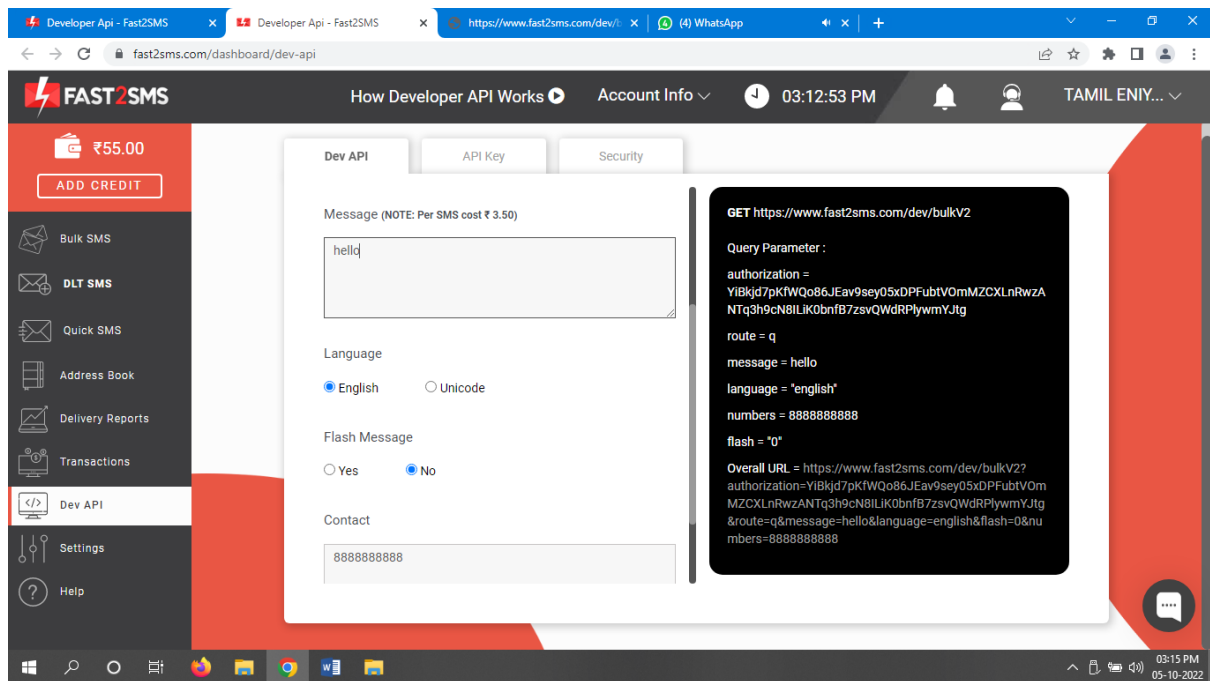 Developer Api - Fast2SMS
Developer Api - Fast2SMS
https://www.fast2sms.com/dev/b
(4) WhatsApp
fast2sms.com/dashboard/dev-api
FAST2SMS
How Developer API Works
Account Info
03:12:53 PM
TAMIL ENIY...
₹55.00
ADD CREDIT
Bulk SMS
DLT SMS
Quick SMS
Address Book
Delivery Reports
Transactions
Dev API
Settings
Help
Dev API
API Key
Security
Message (NOTE: Per SMS cost ₹ 3.50)
hello
Language
English
Unicode
Flash Message
Yes
No
Contact
8888888888
GET https://www.fast2sms.com/dev/bulkV2
Query Parameter :
authorization =
YiBkjd7pKfWQo86JEav9sey05xDPFubtVOmMZCXLnRwzA
NTq3h9cN8ILiK0bnfB7zsvQWdRPlywmYJtg
route = q
message = hello
language = "english"
numbers = 8888888888
flash = "0"
Overall URL = https://www.fast2sms.com/dev/bulkV2?
authorization=YiBkjd7pKfWQo86JEav9sey05xDPFubtVOm
MZCXLnRwzANTq3h9cN8ILiK0bnfB7zsvQWdRPlywmYJtg
&route=q&message=hello&language=english&flash=0&nu
mbers=8888888888
03:15 PM
05-10-2022